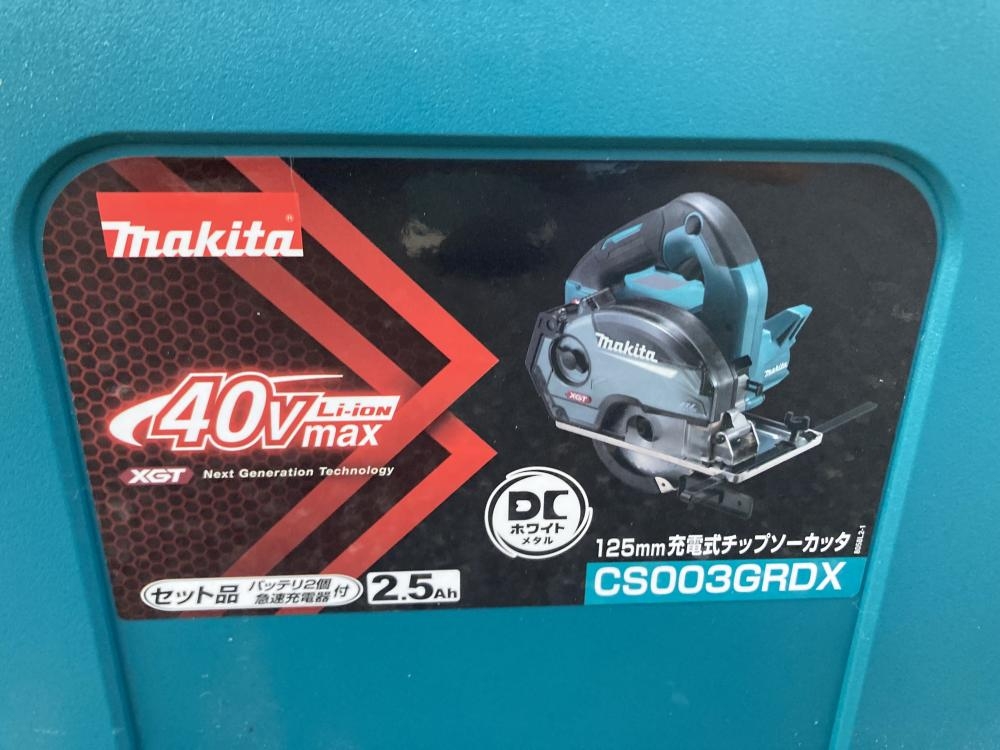 makita
40Vmax Li-ion
XGT Next Generation Technology
セット品 バッテリ2個 急速充電器 付 2.5Ah
makita
XGT
makita
DC
ホワイト
メタル
125mm充電式チップソーカッタ
CS003GRDX